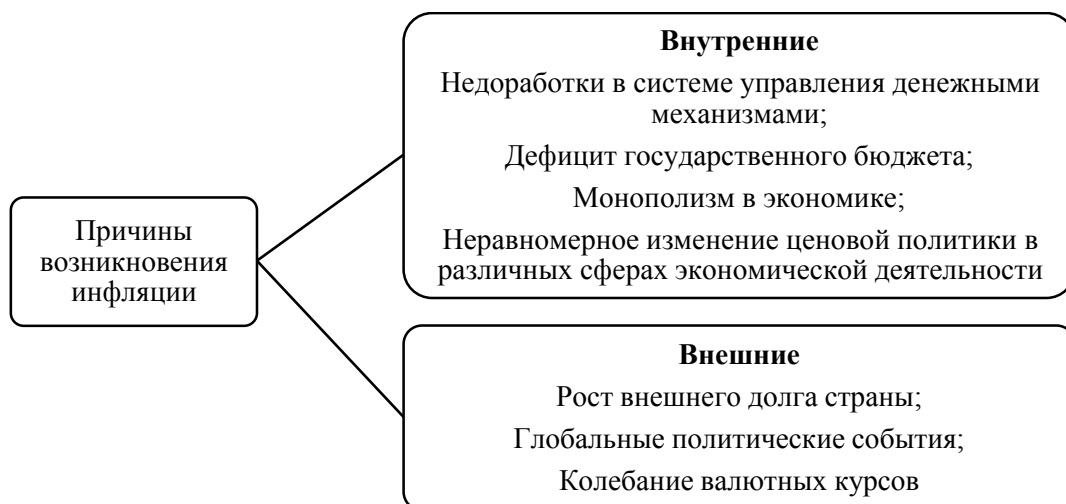 Причины
возникновения
инфляции
Внутренние
Недоработки в системе управления денежными
механизмами;
Дефицит государственного бюджета;
Монополизм в экономике;
Неравномерное изменение ценовой политики в
различных сферах экономической деятельности
Внешние
Рост внешнего долга страны;
Глобальные политические события;
Колебание валютных курсов